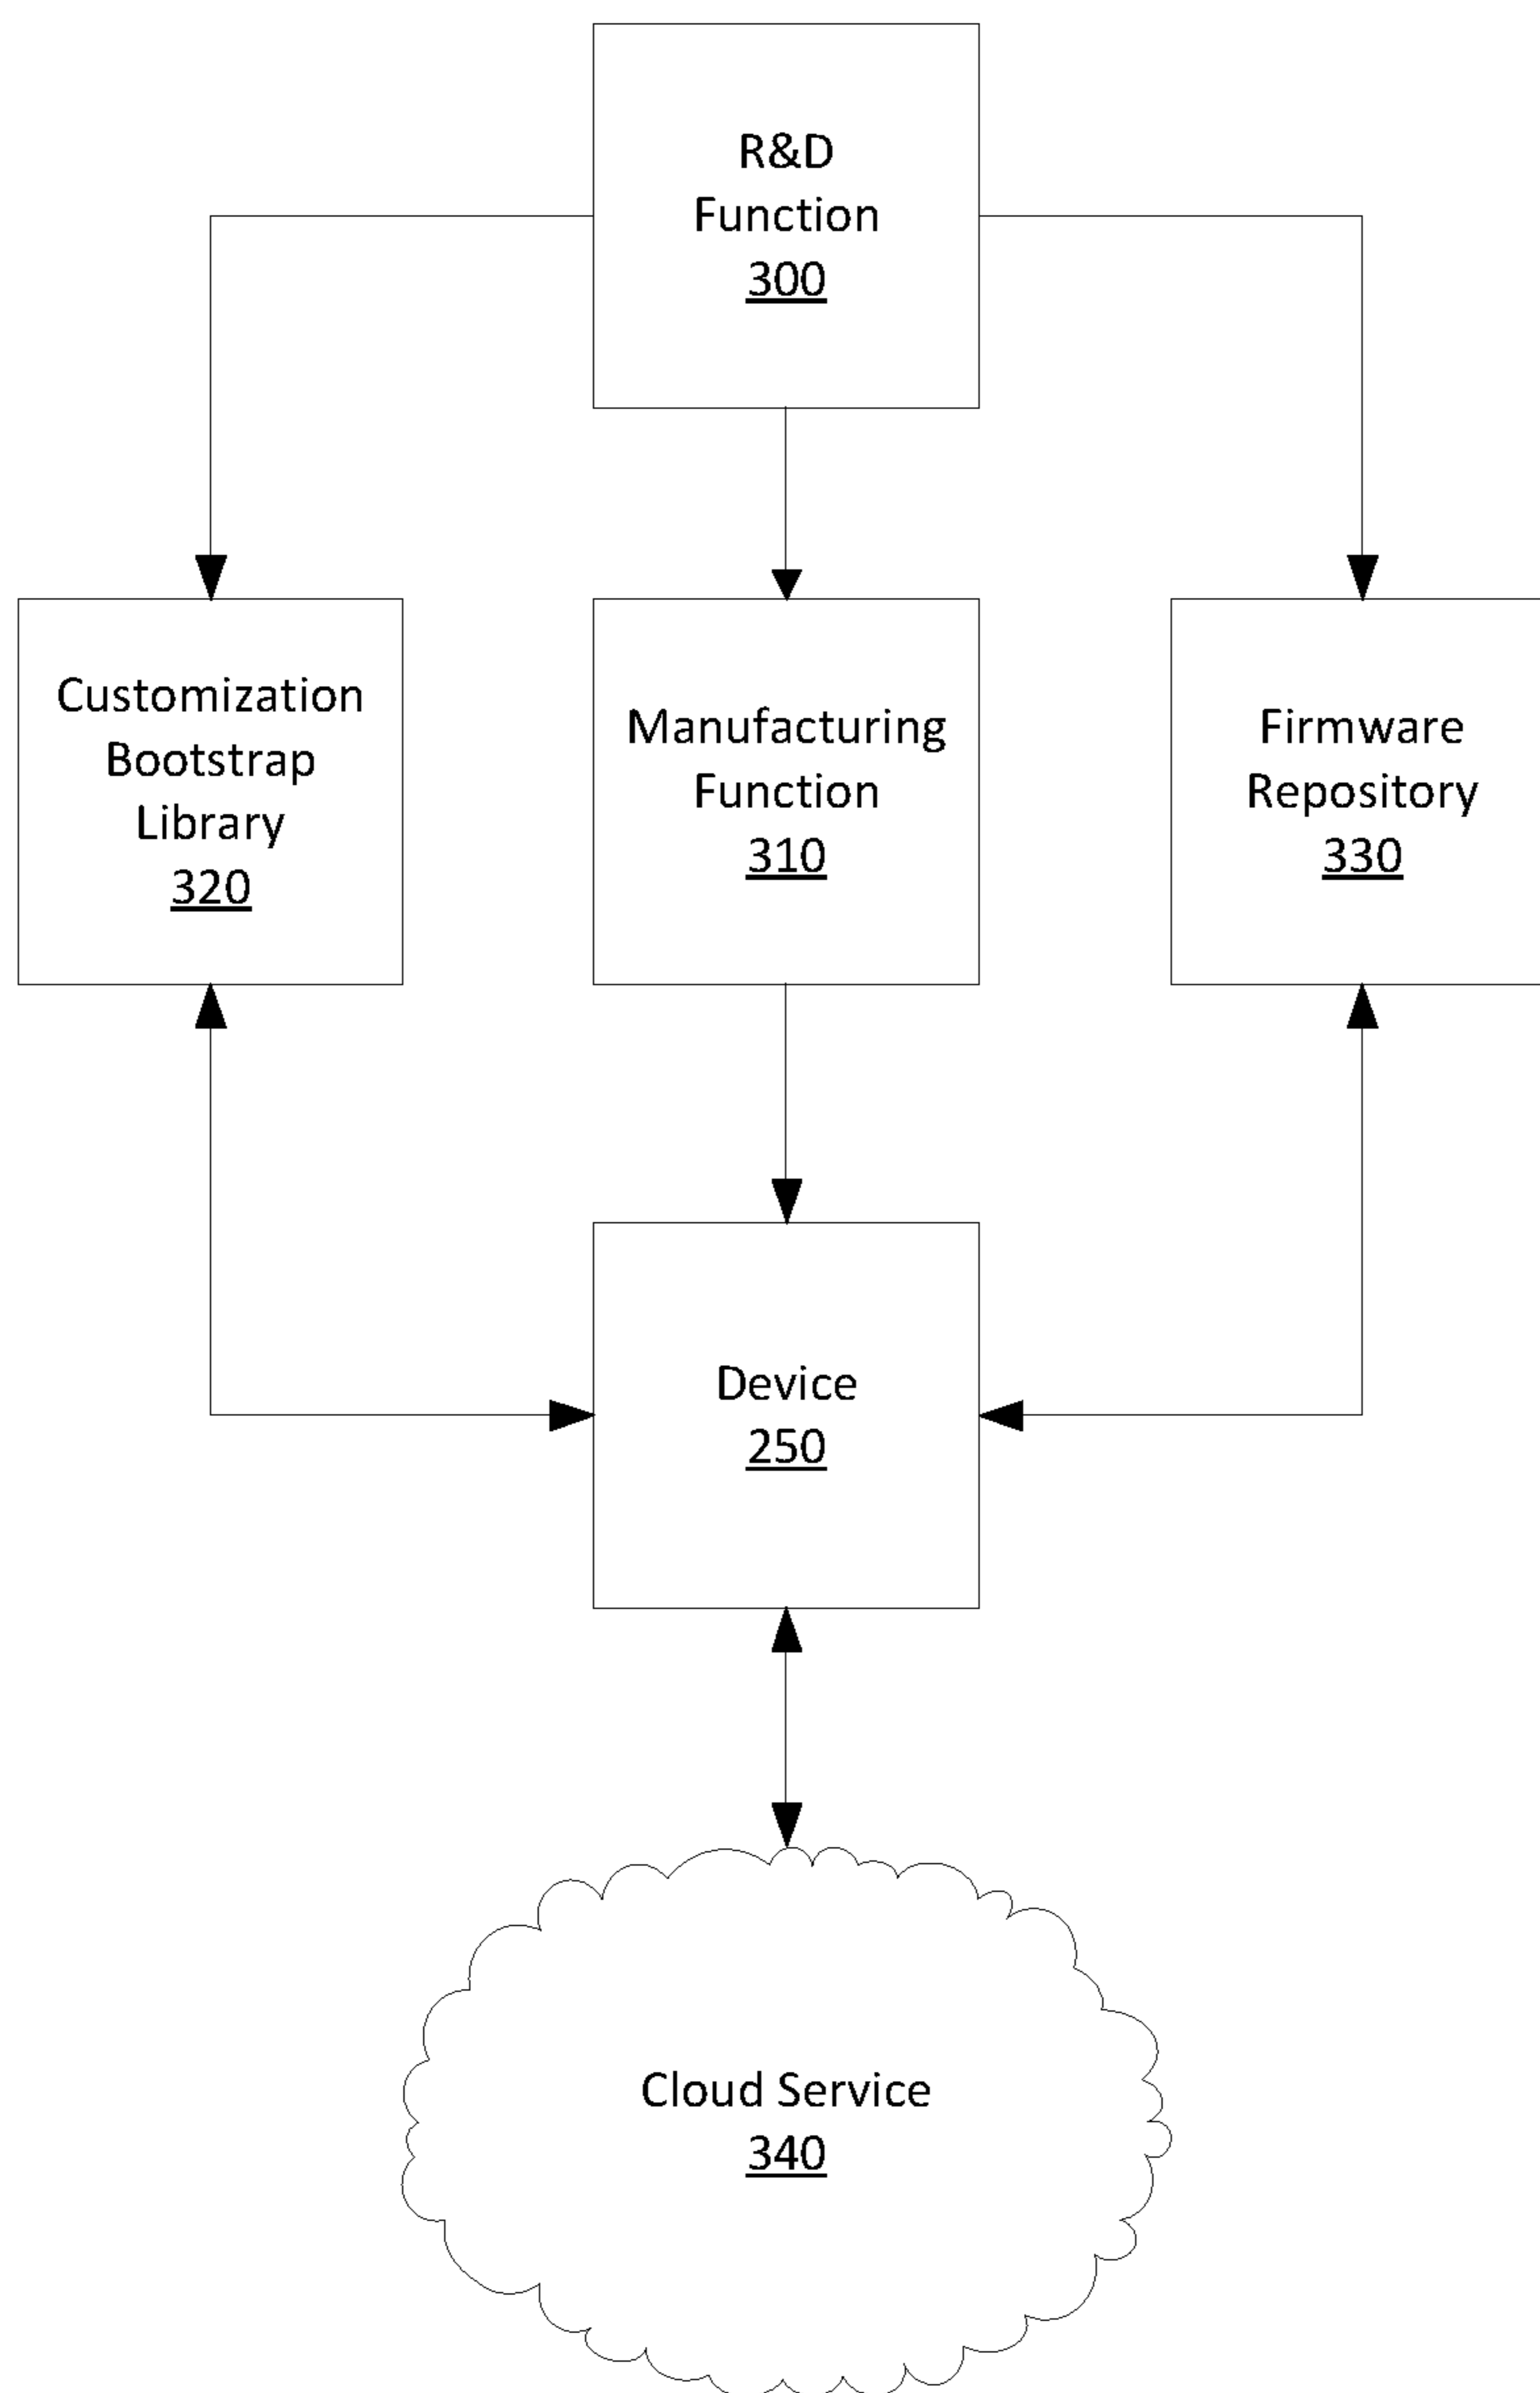 R&D
Function
300
Customization
Bootstrap
Library
320
Manufacturing
Function
310
Firmware
Repository
330
Device
250
Cloud Service
340